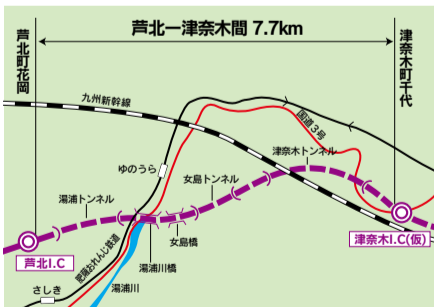 芦北ー津奈木間 7.7km
芦北町花岡
津奈木町千代
九州新幹線
国道3号
津奈木トンネル
ゆのうら
女島トンネル
湯浦トンネル
芦北I.C
肥薩おれんじ鉄道
女島橋
湯浦川橋
津奈木I.C(仮)
さしき
湯浦川